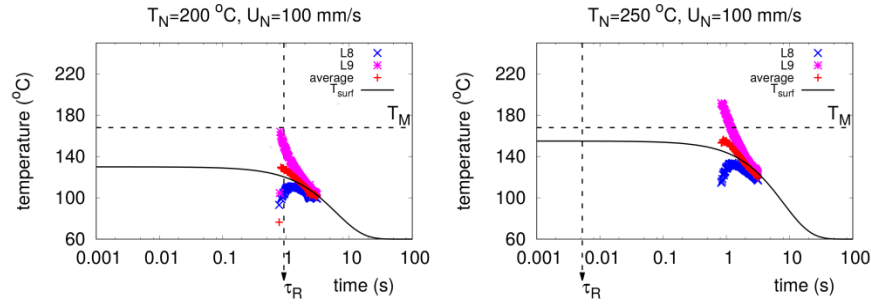 T_N=200 °C, U_N=100 mm/s
220
180
140
100
60
temperature (°C)
L8
L9
average
T_surf
T_M
0.001 0.01 0.1 1 10 100
time (s)
τ_R
T_N=250 °C, U_N=100 mm/s
220
180
140
100
60
temperature (°C)
L8
L9
average
T_surf
T_M
0.001 0.01 0.1 1 10 100
time (s)
τ_R